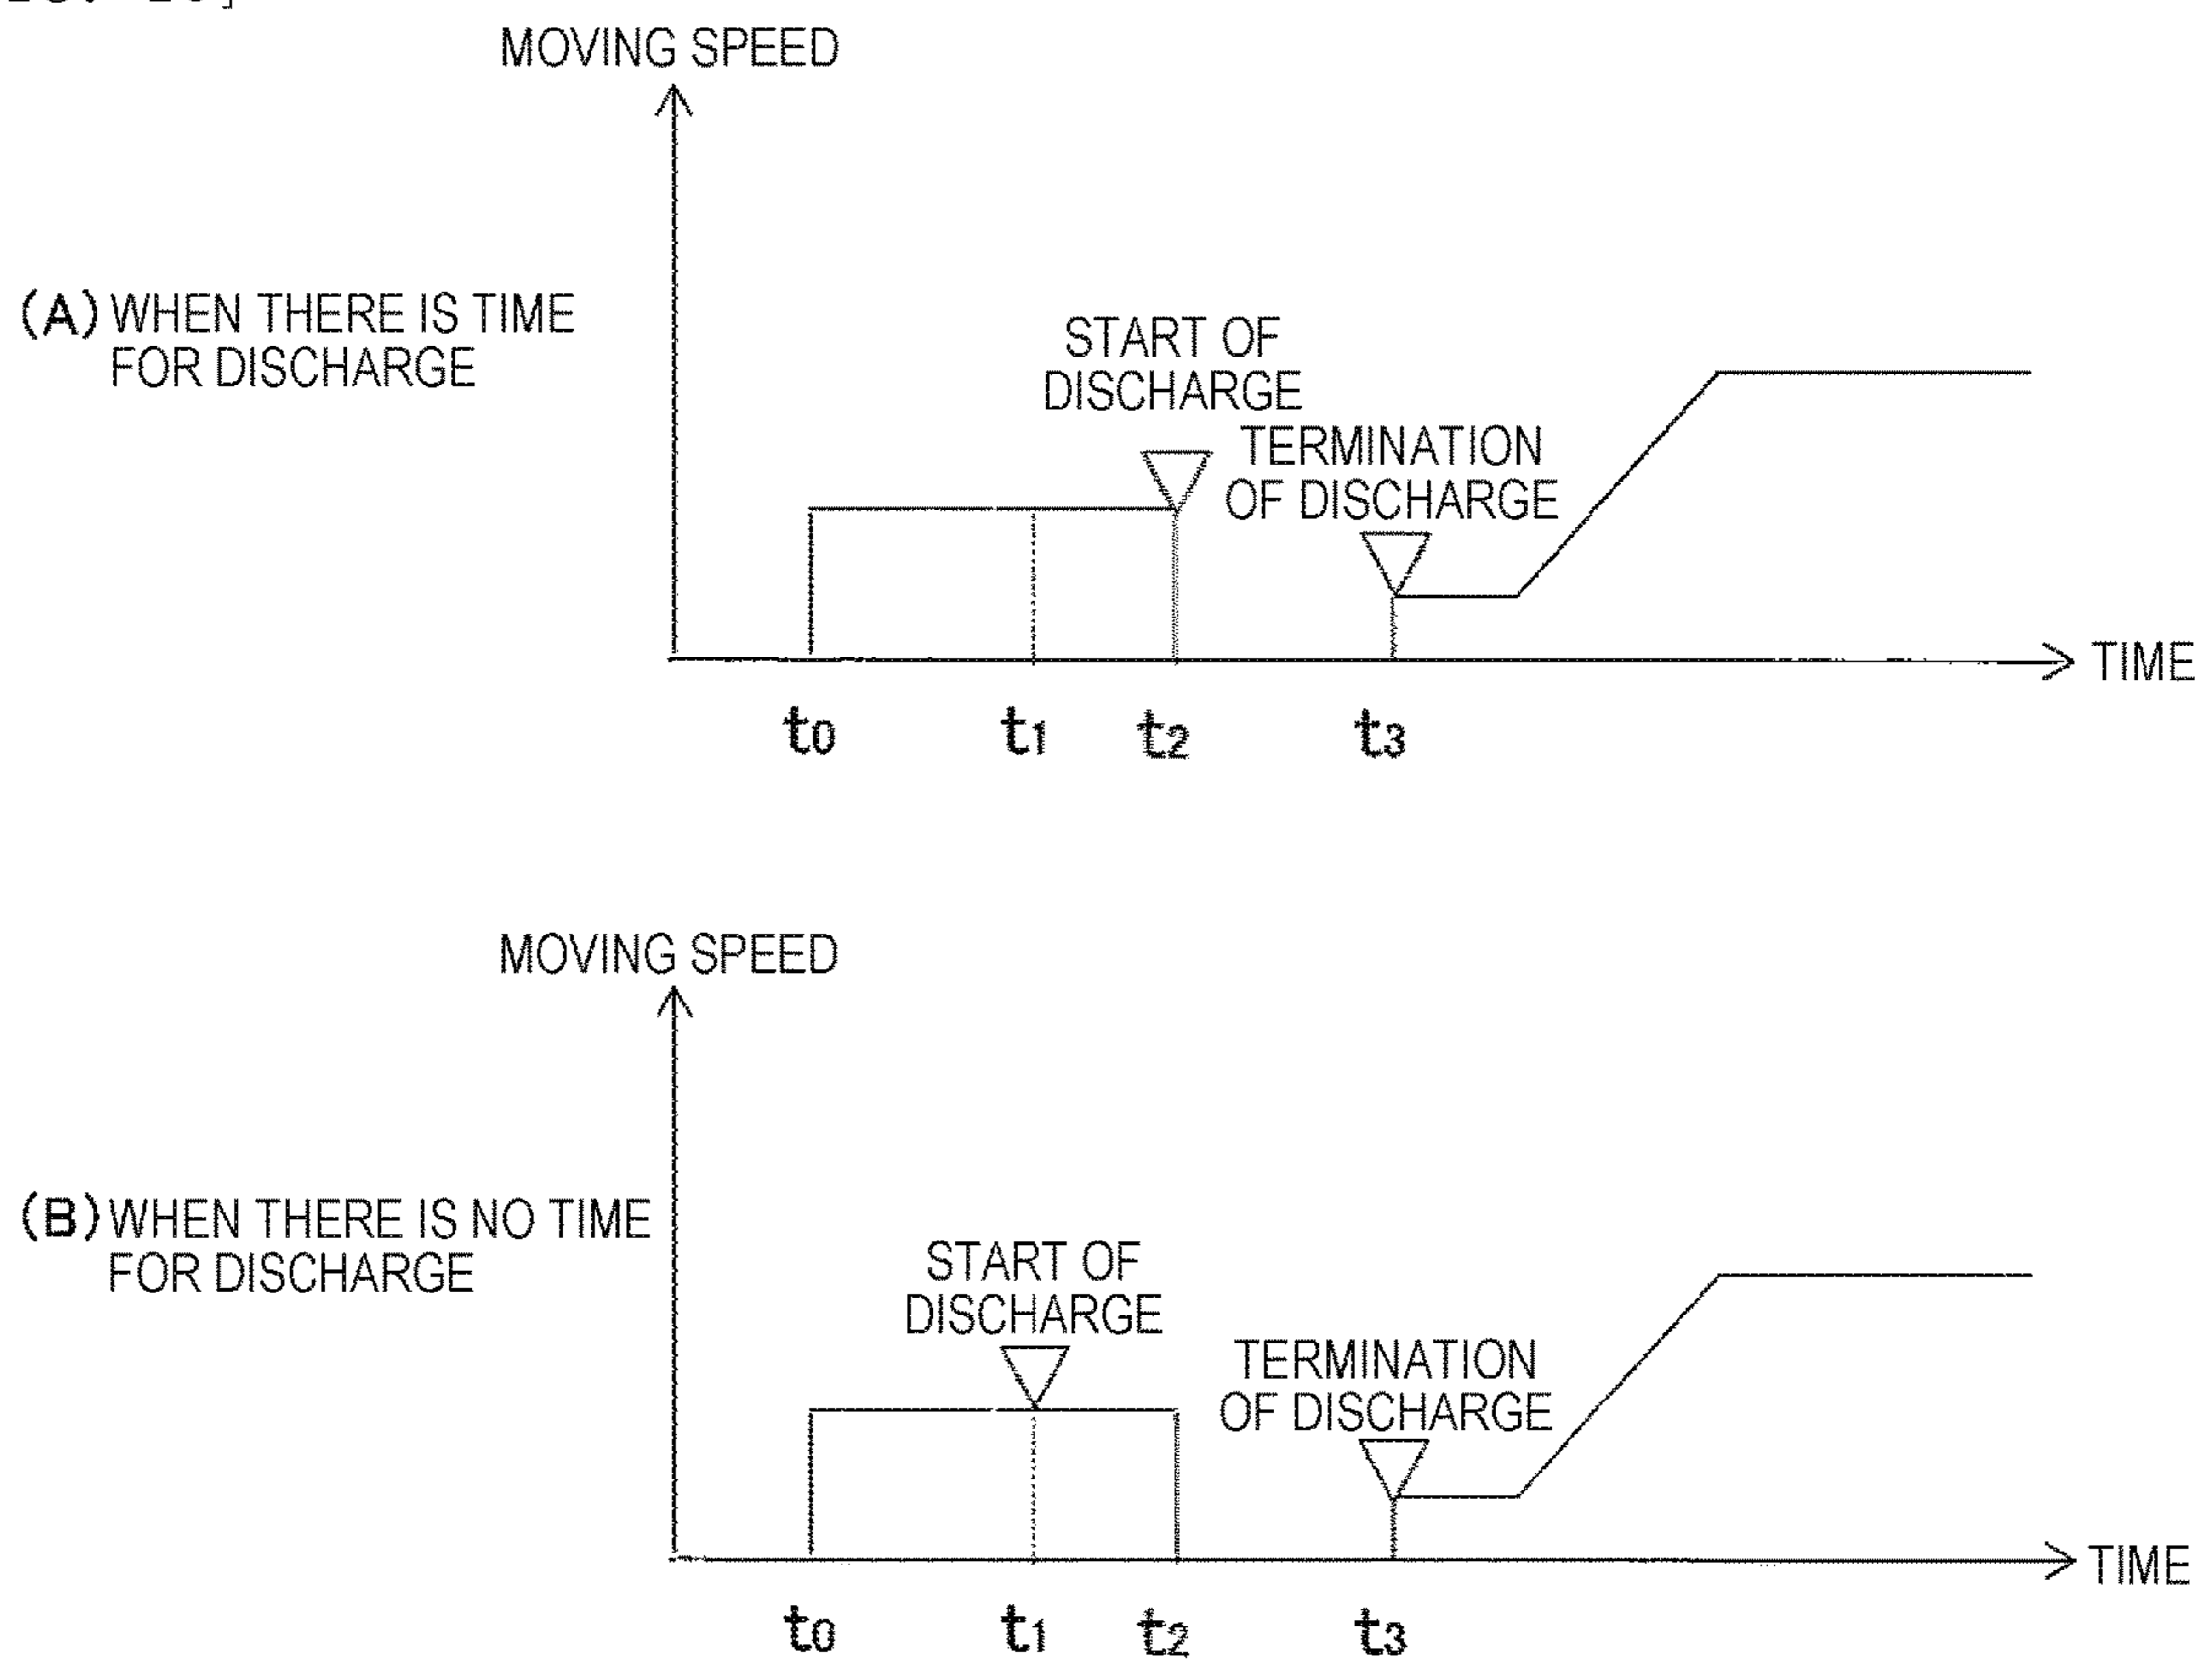 MOVING SPEED
(A) WHEN THERE IS TIME
FOR DISCHARGE
START OF
DISCHARGE
TERMINATION
OF DISCHARGE
TIME
t0 t1 t2 t3
MOVING SPEED
(B) WHEN THERE IS NO TIME
FOR DISCHARGE
START OF
DISCHARGE
TERMINATION
OF DISCHARGE
TIME
t0 t1 t2 t3